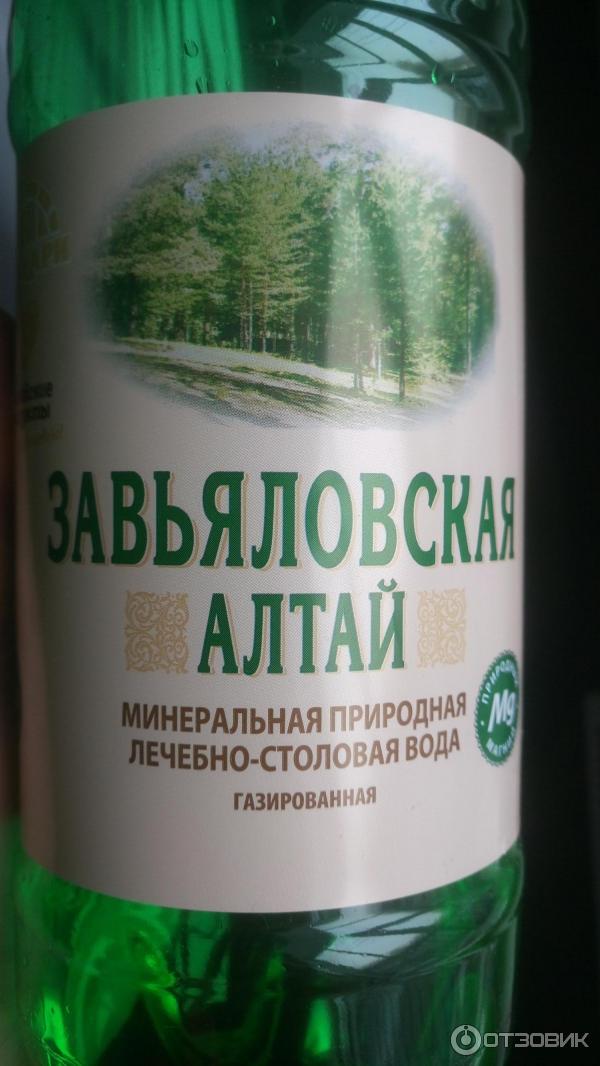 ЗАВЬЯЛОВСКАЯ
АЛТАЙ
МИНЕРАЛЬНАЯ ПРИРОДНАЯ
ЛЕЧЕБНО-СТОЛОВАЯ ВОДА
ГАЗИРОВАННАЯ
Mg
ОТЗОВИК